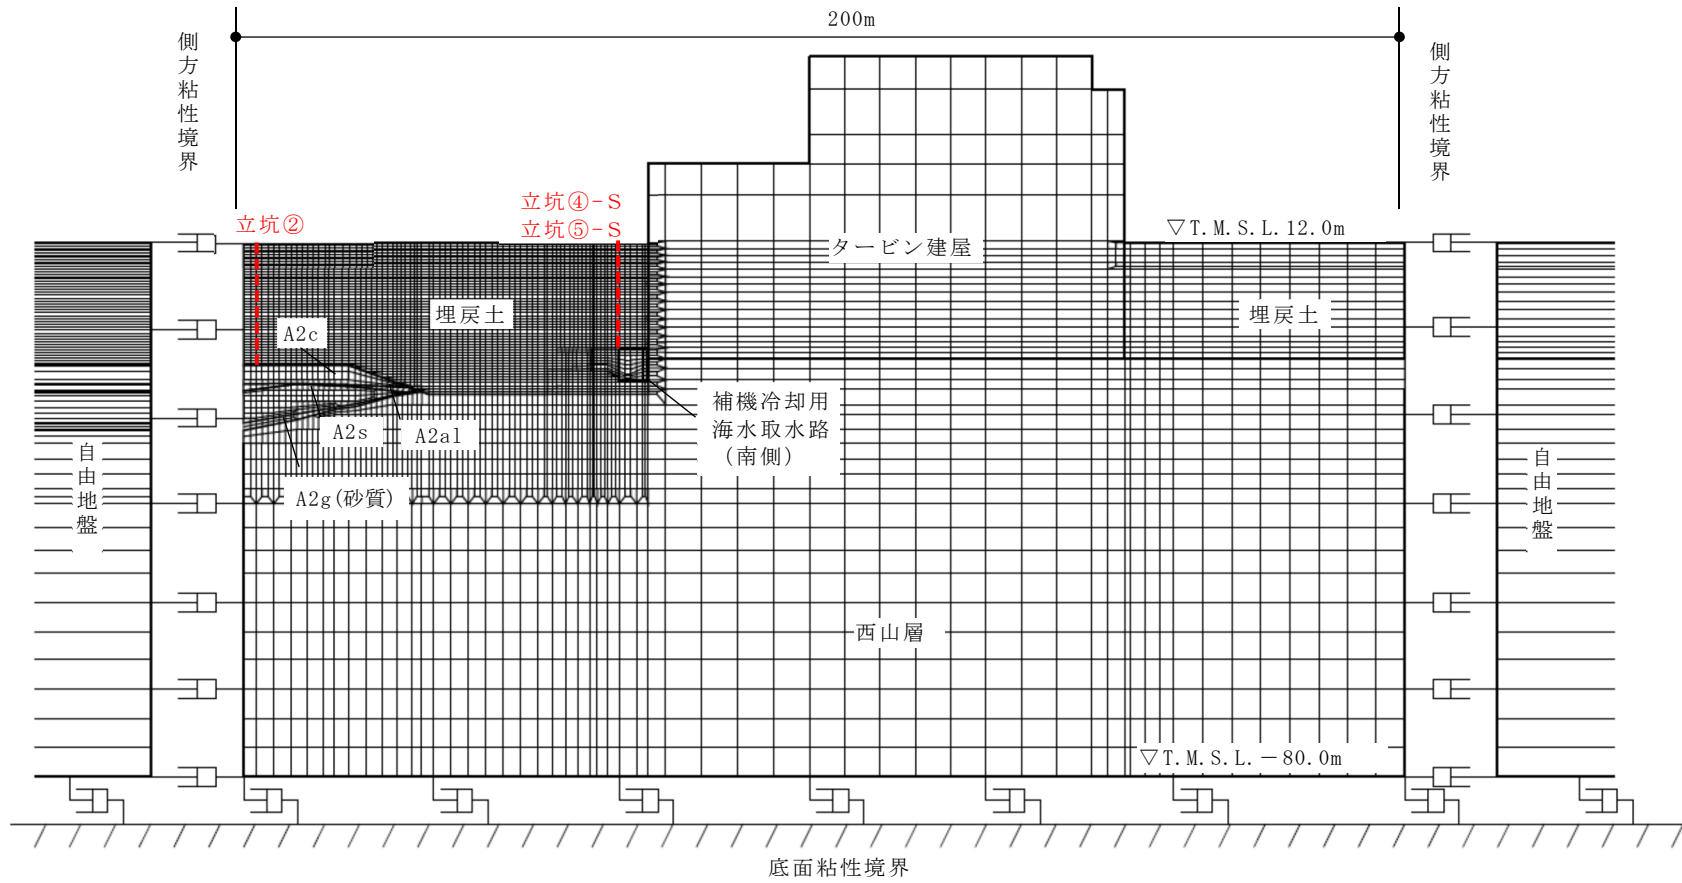 200m
側方粘性境界
側方粘性境界
立坑④-S
立坑②
立坑⑤-S
▽T.M.S.L.12.0m
タービン建屋
埋戻土
埋戻土
A2c
補機冷却用
海水取水路
（南側）
A2s
A2al
自由地盤
自由地盤
A2g(砂質)
西山層
▽T.M.S.L.－80.0m
底面粘性境界